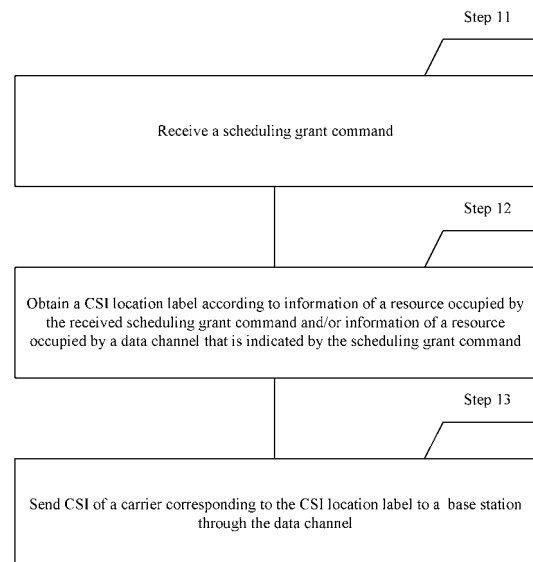 Step 11
Receive a scheduling grant command
Step 12
Obtain a CSI location label according to information of a resource occupied by
the received scheduling grant command and/or information of a resource
occupied by a data channel that is indicated by the scheduling grant command
Step 13
Send CSI of a carrier corresponding to the CSI location label to a base station
through the data channel